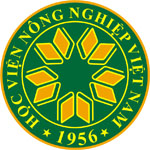 HỌC VIỆN NÔNG NGHIỆP VIỆT NAM
1956